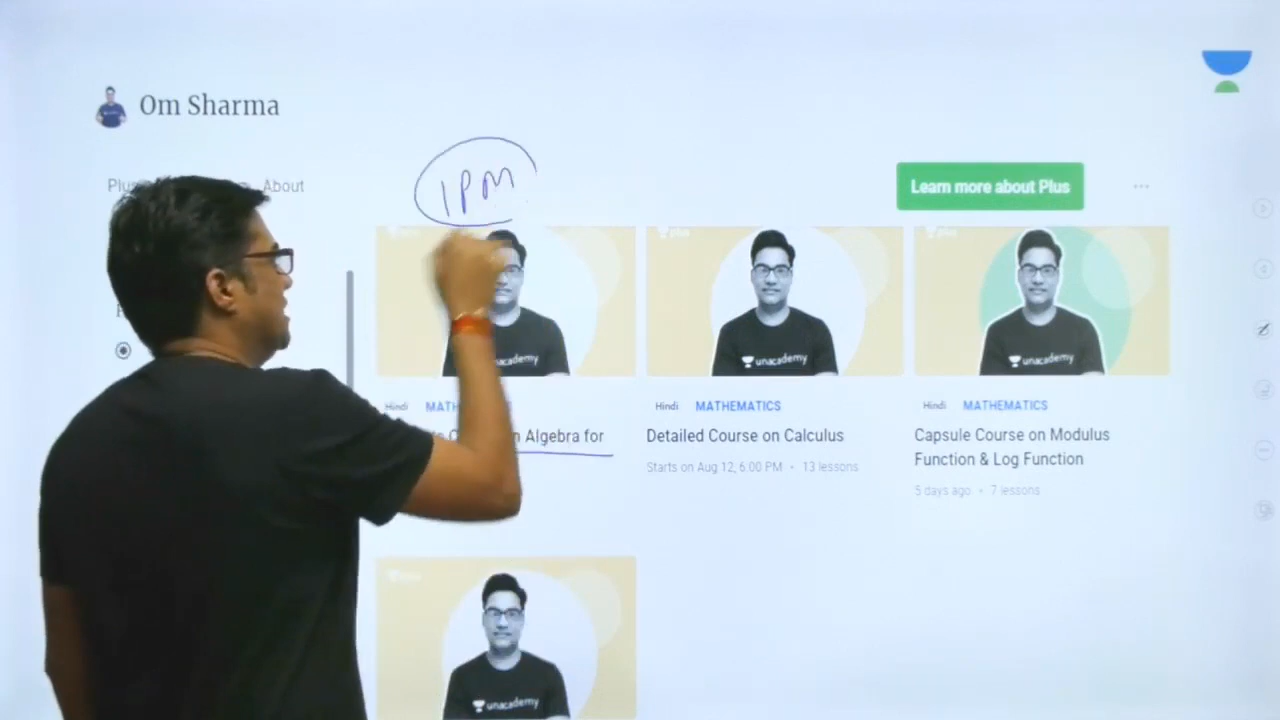 Om Sharma
About
1PM
Learn more about Plus
unacademy
unacademy
unacademy
Hindi
Algebra for
Hindi MATHEMATICS
Detailed Course on Calculus
Starts on Aug 12, 6:00 PM • 13 lessons
Hindi MATHEMATICS
Capsule Course on Modulus
Function & Log Function
5 days ago • 7 lessons
unacademy